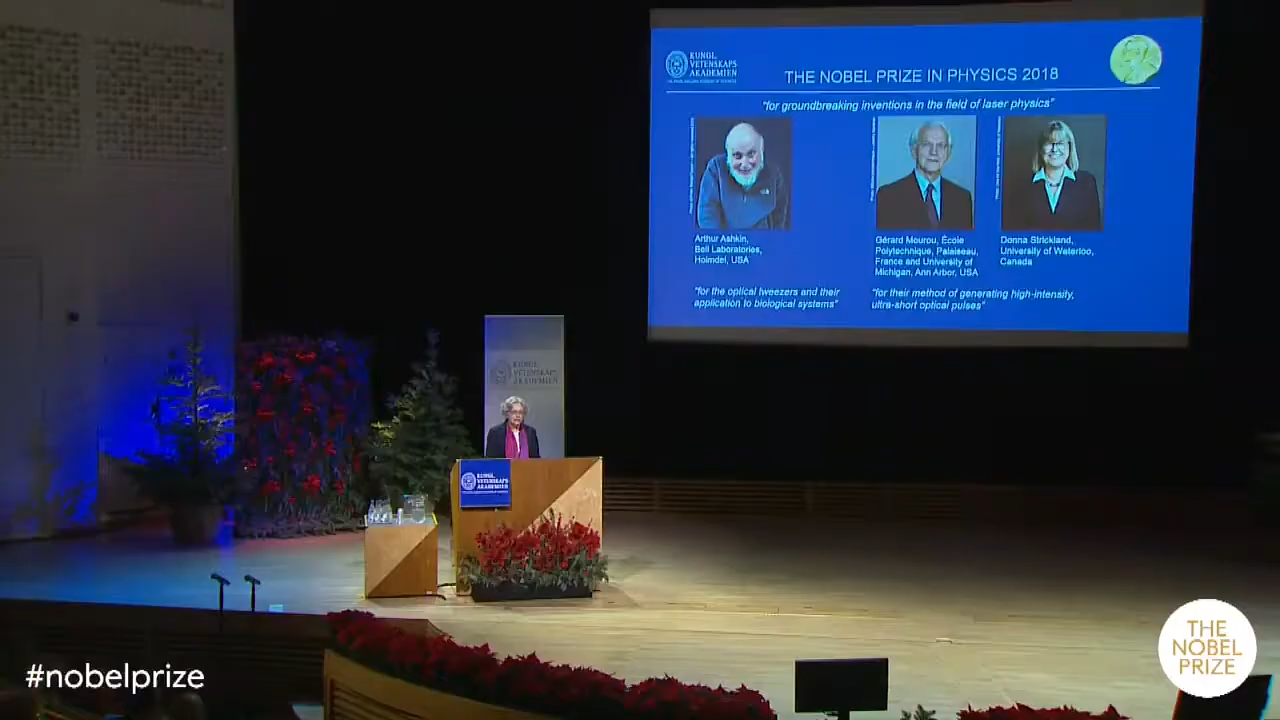 KUNGL.
VETENSKAPS
AKADEMIEN
THE NOBEL PRIZE IN PHYSICS 2018
"for groundbreaking inventions in the field of laser physics"
Arthur Ashkin,
Bell Laboratories,
Holmdel, USA
Gérard Mourou, École
Polytechnique, Palaiseau,
France and University of
Michigan, Ann Arbor, USA
Donna Strickland,
University of Waterloo,
Canada
"for the optical tweezers and their
application to biological systems"
"for their method of generating high-intensity,
ultra-short optical pulses"
KUNGL.
VETENSKAPS
AKADEMIEN
KUNGL.
VETENSKAPS
AKADEMIEN
#nobelprize
THE
NOBEL
PRIZE